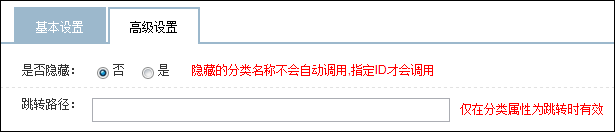 基本设置 高级设置
是否隐藏： 否 是 隐藏的分类名称不会自动调用,指定ID才会调用
跳转路径： 仅在分类属性为跳转时有效